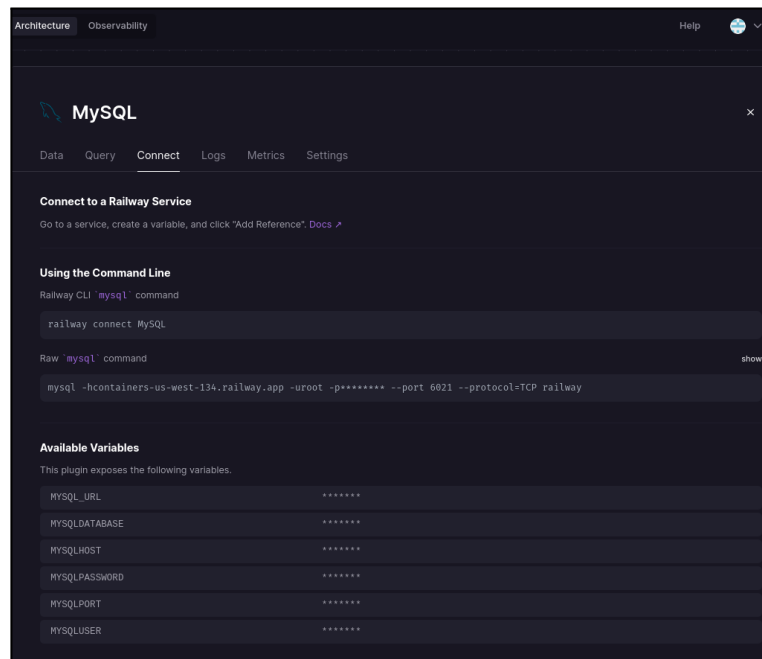 Architecture Observability Help
MySQL ×
Data Query Connect Logs Metrics Settings
Connect to a Railway Service
Go to a service, create a variable, and click "Add Reference". Docs ↗
Using the Command Line
Railway CLI `mysql` command
railway connect MySQL
Raw `mysql` command show
mysql -hcontainers-us-west-134.railway.app -uroot -p******** --port 6021 --protocol=TCP railway
Available Variables
This plugin exposes the following variables.
MYSQL_URL *******
MYSQLDATABASE *******
MYSQLHOST *******
MYSQLPASSWORD *******
MYSQLPORT *******
MYSQLUSER *******